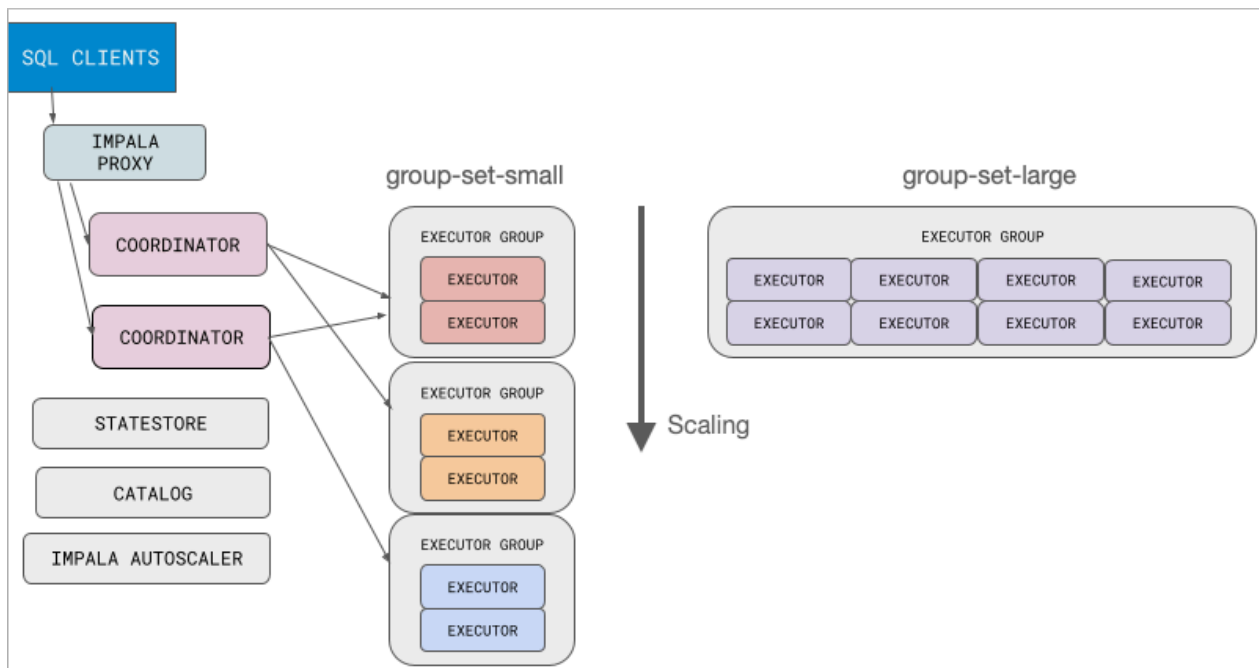 SQL CLIENTS
IMPALA
PROXY
COORDINATOR
COORDINATOR
STATESTORE
CATALOG
IMPALA AUTOSCALER
group-set-small
EXECUTOR GROUP
EXECUTOR
EXECUTOR
EXECUTOR GROUP
EXECUTOR
EXECUTOR
EXECUTOR GROUP
EXECUTOR
EXECUTOR
Scaling
group-set-large
EXECUTOR GROUP
EXECUTOR EXECUTOR EXECUTOR EXECUTOR
EXECUTOR EXECUTOR EXECUTOR EXECUTOR